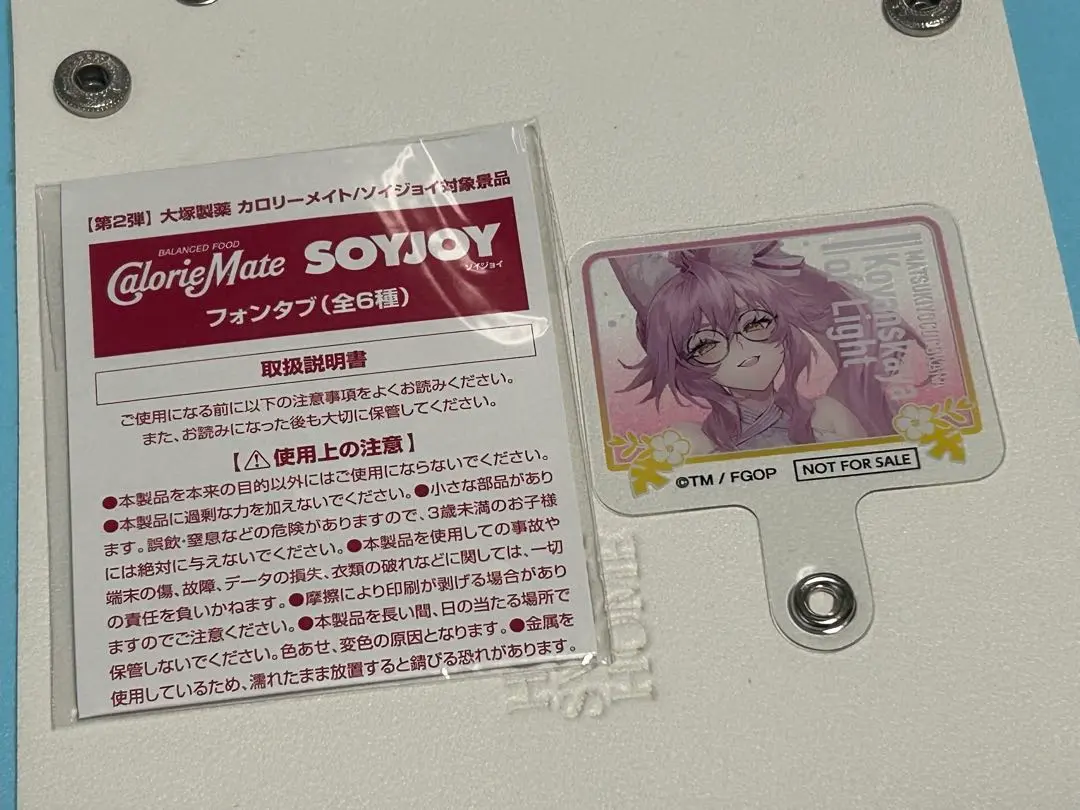 【第2弾】大塚製薬 カロリーメイト/ソイジョイ対象景品
BALANCED FOOD
CalorieMate
SOYJOY
ソイジョイ
フォンタブ(全6種)
取扱説明書
ご使用になる前に以下の注意事項をよくお読みください。
また、お読みになった後も大切に保管してください。
【⚠使用上の注意】
●本製品を本来の目的以外にはご使用にならないでください。
●本製品に過剰な力を加えないでください。●小さな部品があり
ます。誤飲・窒息などの危険がありますので、3歳未満のお子様
には絶対に与えないでください。●本製品を使用しての事故や
端末の傷、故障、データの損失、衣類の破れなどに関しては、一切
の責任を負いかねます。●摩擦により印刷が剥げる場合があり
ますのでご注意ください。●本製品を長い間、日の当たる場所で
保管しないでください。色あせ、変色の原因となります。●金属を
使用しているため、濡れたまま放置すると錆びる恐れがあります。
Koyanskaya
of Light
©TM / FGOP
NOT FOR SALE